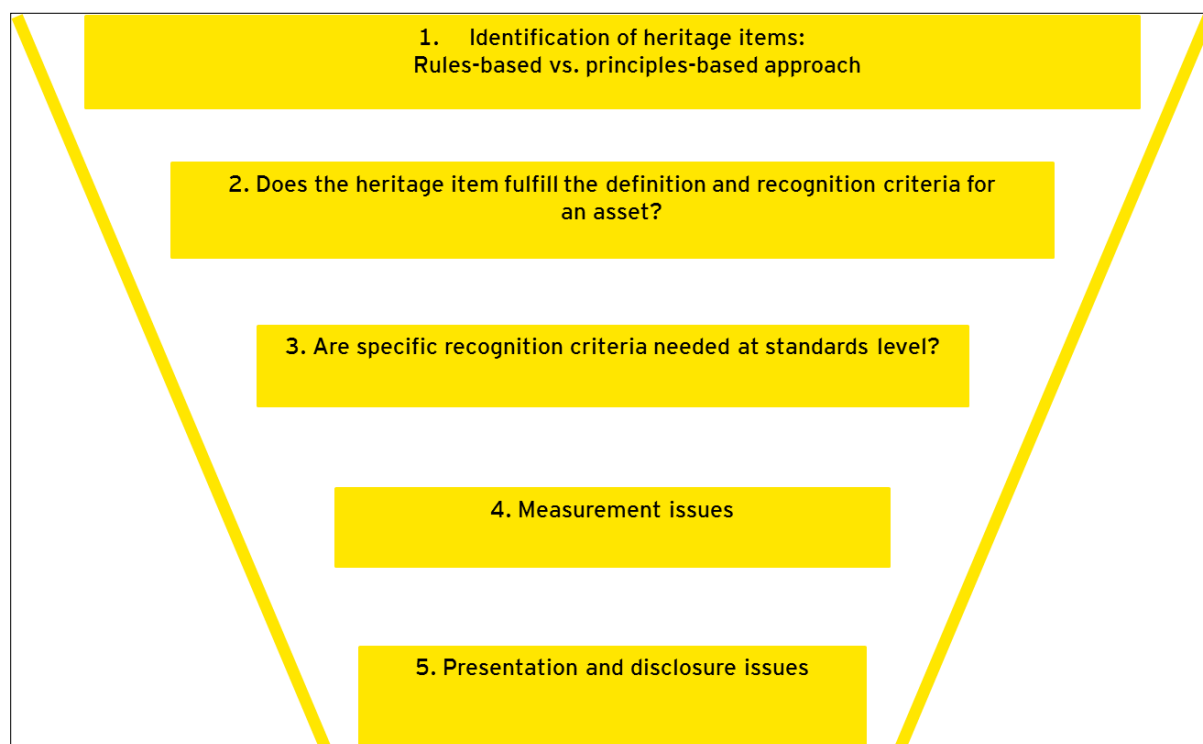 1. Identification of heritage items:
Rules-based vs. principles-based approach
2. Does the heritage item fulfill the definition and recognition criteria for
an asset?
3. Are specific recognition criteria needed at standards level?
4. Measurement issues
5. Presentation and disclosure issues